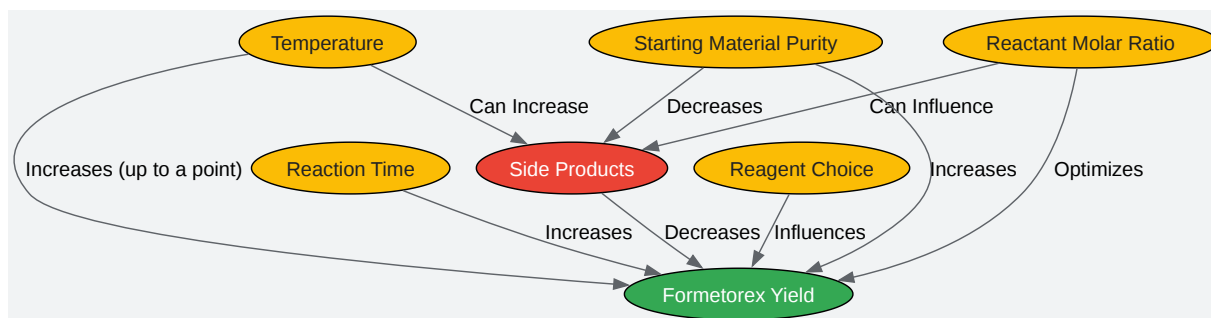 Temperature
Starting Material Purity
Reactant Molar Ratio
Can Increase
Decreases
Can Influence
Increases (up to a point)
Reaction Time
Side Products
Reagent Choice
Increases
Optimizes
Increases
Decreases
Influences
Formetorex Yield